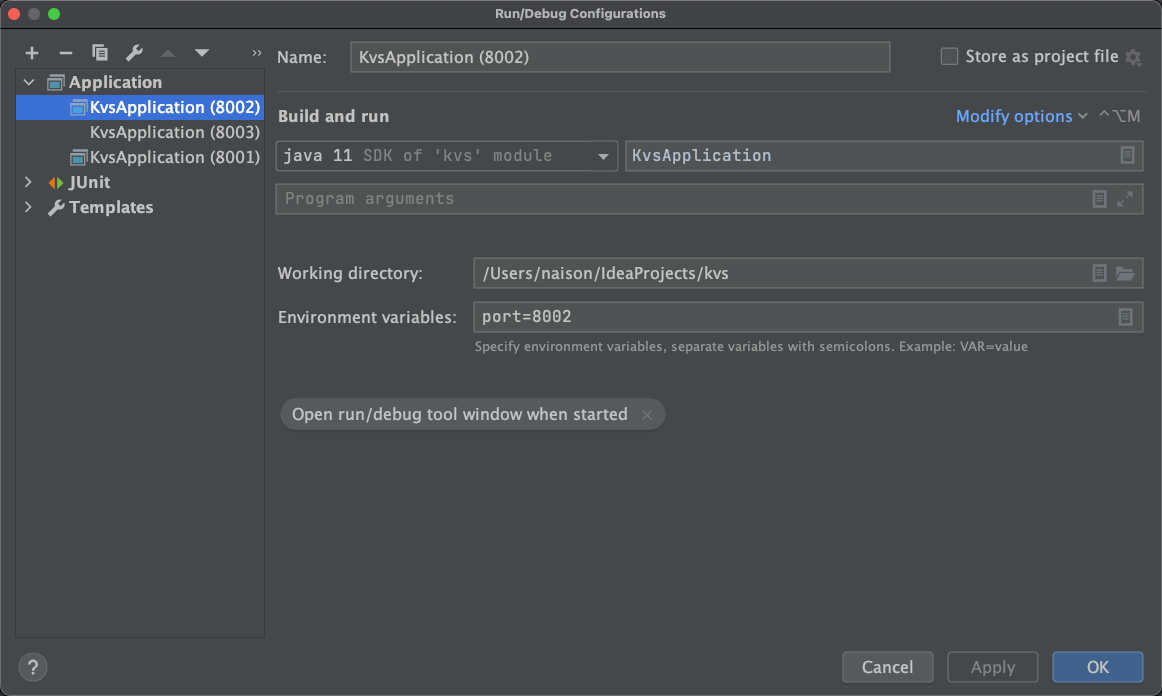 Run/Debug Configurations
Name: KvsApplication (8002) Store as project file
Application
KvsApplication (8002)
KvsApplication (8003)
KvsApplication (8001)
JUnit
Templates
Build and run Modify options ⌃⌥M
java 11 SDK of 'kvs' module KvsApplication
Program arguments
Working directory: /Users/naison/IdeaProjects/kvs
Environment variables: port=8002
Specify environment variables, separate variables with semicolons. Example: VAR=value
Open run/debug tool window when started ×
? Cancel Apply OK